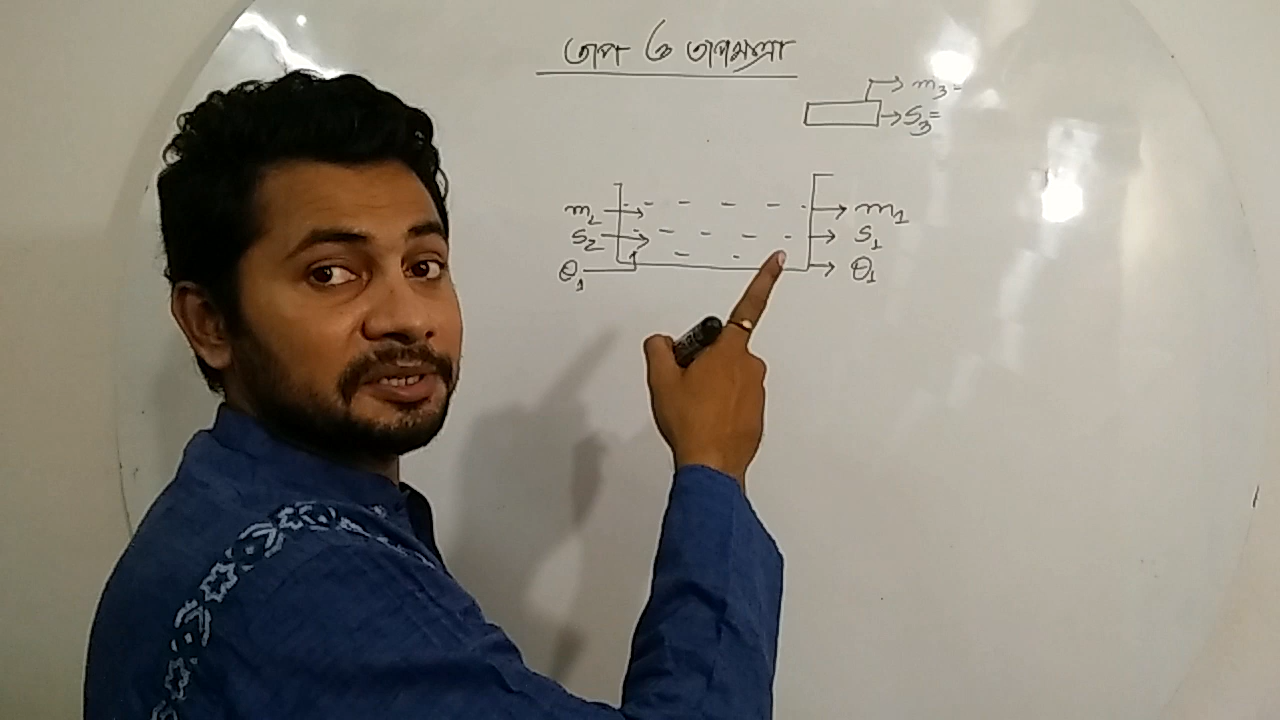 তাপ ও তাপমাত্রা
m₃=
S₃=
m₂ m₁
S₂ S₁
θ₁ θ₁